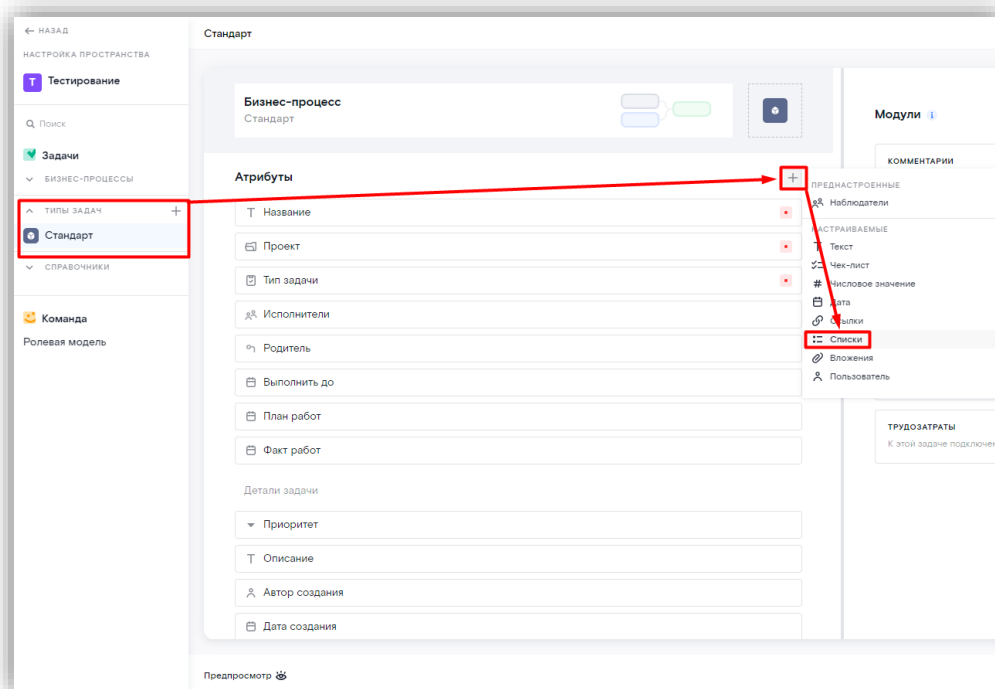 ← НАЗАД
НАСТРОЙКА ПРОСТРАНСТВА
Т Тестирование
Поиск
Задачи
БИЗНЕС-ПРОЦЕССЫ
ТИПЫ ЗАДАЧ +
Стандарт
СПРАВОЧНИКИ
Команда
Ролевая модель
Стандарт
Бизнес-процесс
Стандарт
Атрибуты +
Название
Проект
Тип задачи
Исполнители
Родитель
Выполнить до
План работ
Факт работ
Детали задачи
Приоритет
Описание
Автор создания
Дата создания
Предпросмотр
Модули i
КОММЕНТАРИИ
ПРЕДНАСТРОЕННЫЕ
Наблюдатели
НАСТРАИВАЕМЫЕ
Текст
Чек-лист
# Числовое значение
Дата
Ссылки
Списки
Вложения
Пользователь
ТРУДОЗАТРАТЫ
К этой задаче